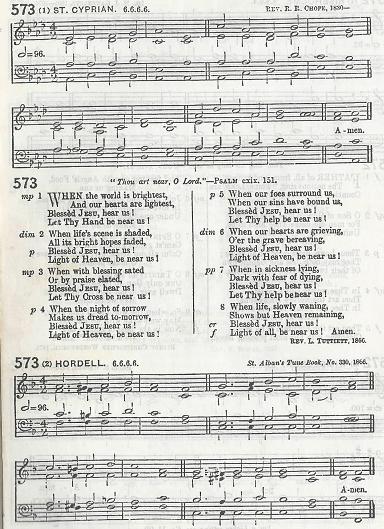 573 (1) ST. CYPRIAN. 6.6.6.6. REV. R. R. CHOPE, 1830—
=96.
A-men.
573 "Thou art near, O Lord."—PSALM cxix. 151.
mp 1 WHEN the world is brightest,
And our hearts are lightest,
Blessèd JESU, hear us!
Let Thy Hand be near us!
dim 2 When life's scene is shaded,
All its bright hopes faded,
p Blessèd JESU, hear us!
Light of Heaven, be near us!
mp 3 When with blessing sated
Or by praise elated,
Blessèd JESU, hear us!
Let Thy Cross be near us!
p 4 When the night of sorrow
Makes us dread to-morrow,
Blessèd JESU, hear us!
Light of Heaven, be near us!
p 5 When our foes surround us,
When our sins have bound us,
Blessèd JESU, hear us!
Let Thy help be near us!
dim 6 When our hearts are grieving,
O'er the grave bereaving,
Blessèd JESU, hear us!
Light of Heaven, be near us!
pp 7 When in sickness lying,
Dark with fear of dying,
Blessèd JESU, hear us!
Let Thy help be near us!
8 When life, slowly waning,
Shows but Heaven remaining,
cr Blessèd JESU, hear us!
f Light of all, be near us! Amen.
REV. L. TUTTIETT, 1866.
573 (2) HORDELL. 6.6.6.6. St. Alban's Tune Book, No. 330, 1866.
=96.
A-men.